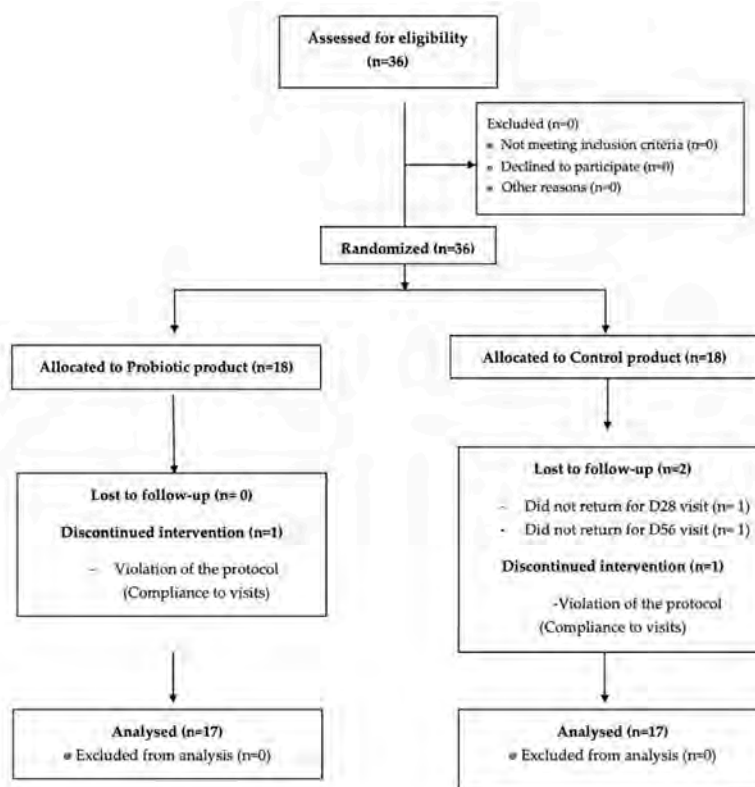 Assessed for eligibility
(n=36)
Excluded (n=0)
Not meeting inclusion criteria (n=0)
Declined to participate (n=0)
Other reasons (n=0)
Randomized (n=36)
Allocated to Probiotic product (n=18)
Allocated to Control product (n=18)
Lost to follow-up (n= 0)
Discontinued intervention (n=1)
- Violation of the protocol
(Compliance to visits)
Lost to follow-up (n=2)
- Did not return for D28 visit (n= 1)
- Did not return for D56 visit (n= 1)
Discontinued intervention (n=1)
-Violation of the protocol
(Compliance to visits)
Analysed (n=17)
Excluded from analysis (n=0)
Analysed (n=17)
Excluded from analysis (n=0)